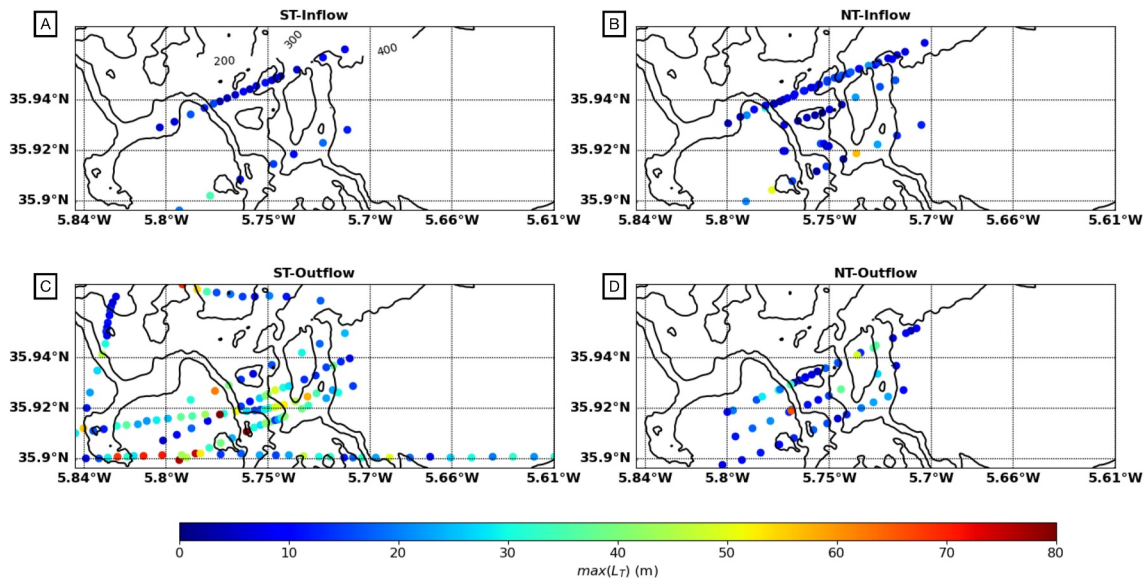 A
ST-Inflow
200
300
400
35.94°N
35.92°N
35.9°N
5.84°W
5.8°W
5.75°W
5.7°W
5.66°W
5.61°W
B
NT-Inflow
35.94°N
35.92°N
35.9°N
5.84°W
5.8°W
5.75°W
5.7°W
5.66°W
5.61°W
C
ST-Outflow
35.94°N
35.92°N
35.9°N
5.84°W
5.8°W
5.75°W
5.7°W
5.66°W
5.61°W
D
NT-Outflow
35.94°N
35.92°N
35.9°N
5.84°W
5.8°W
5.75°W
5.7°W
5.66°W
5.61°W
0 10 20 30 40 50 60 70 80
max(L_T) (m)